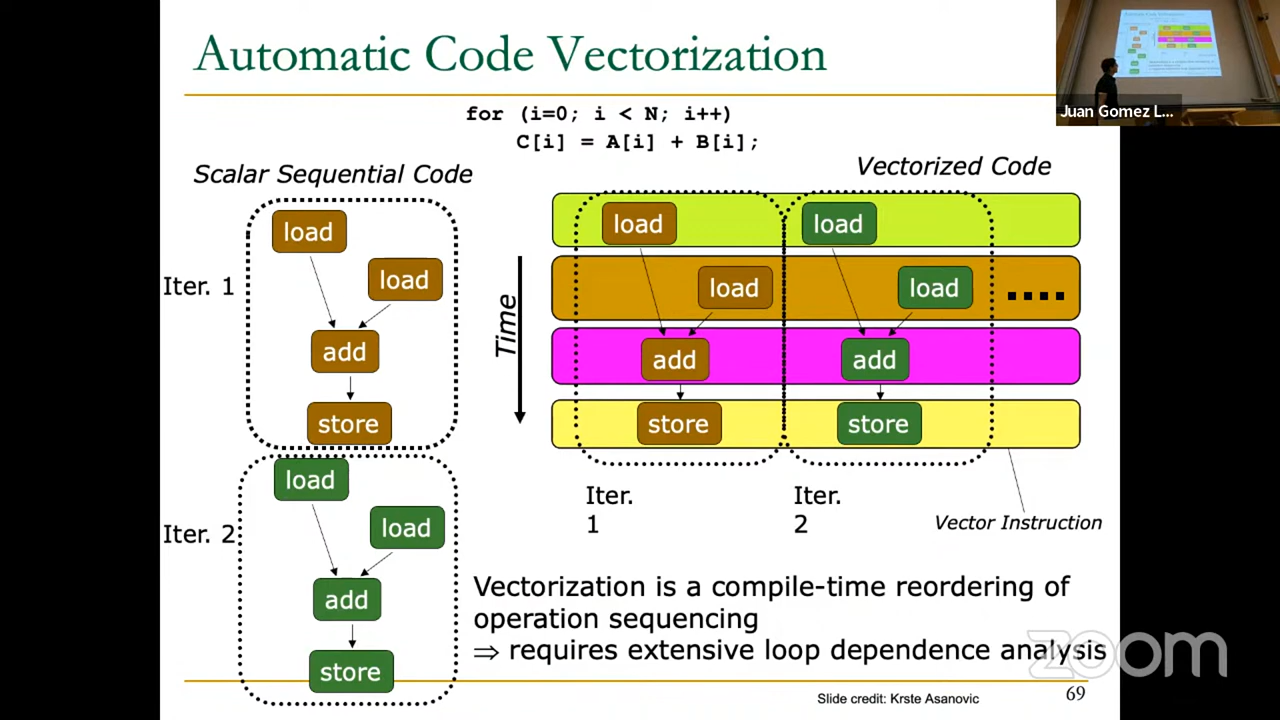 Automatic Code Vectorization
for (i=0; i < N; i++)
C[i] = A[i] + B[i];
Juan Gomez L...
Scalar Sequential Code
Vectorized Code
Iter. 1
load
load
add
store
Iter. 2
load
load
add
store
Time
load
load
load
load
....
add
add
store
store
Iter.
1
Iter.
2
Vector Instruction
Vectorization is a compile-time reordering of
operation sequencing
⇒ requires extensive loop dependence analysis
zoom
Slide credit: Krste Asanovic
69